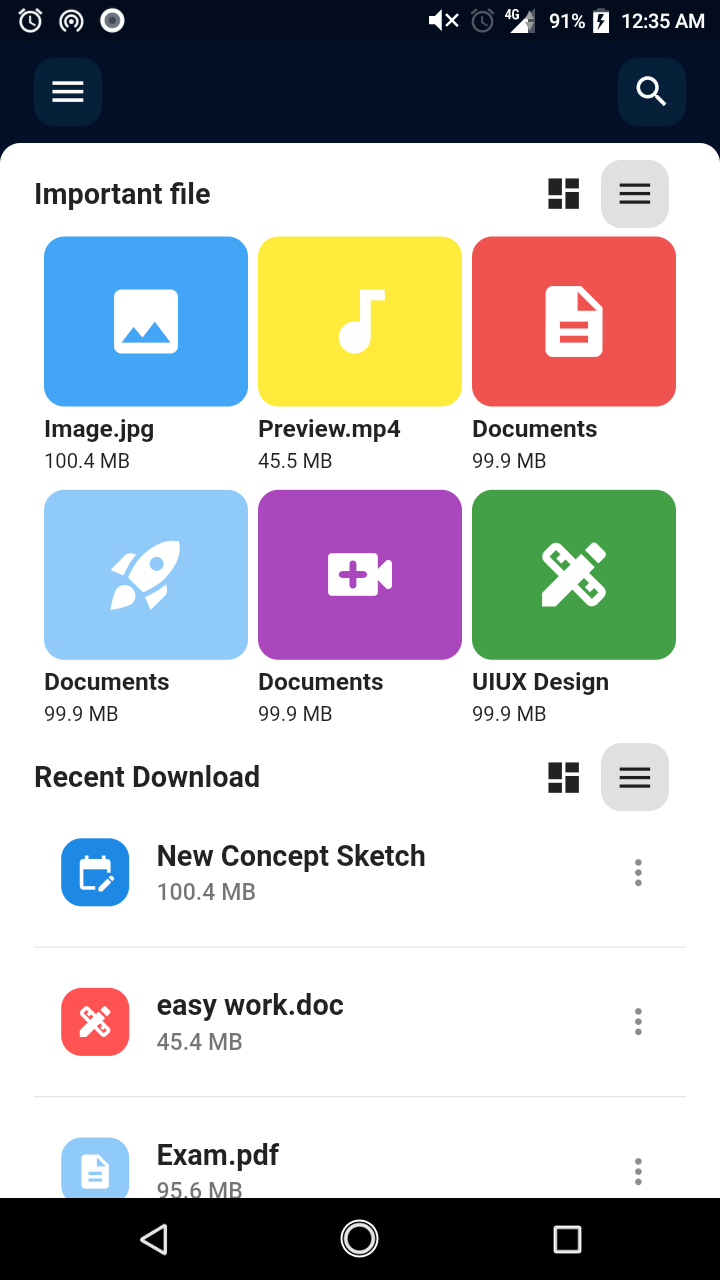 4G 91% 12:35 AM
Important file
Image.jpg Preview.mp4 Documents
100.4 MB 45.5 MB 99.9 MB
Documents Documents UIUX Design
99.9 MB 99.9 MB 99.9 MB
Recent Download
New Concept Sketch
100.4 MB
easy work.doc
45.4 MB
Exam.pdf
95.6 MB